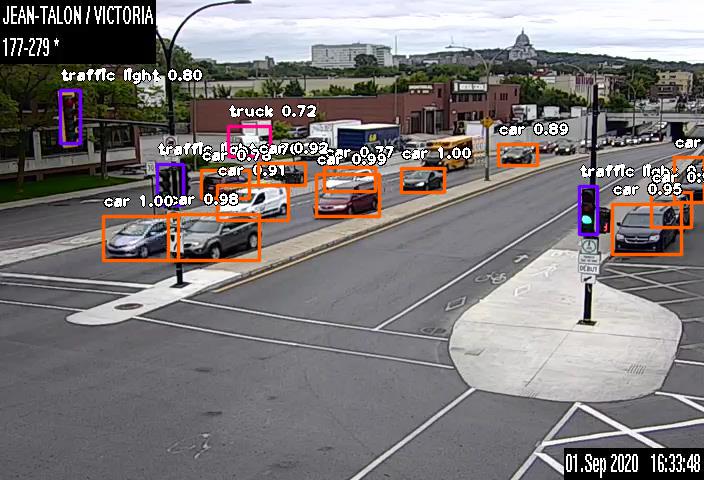 JEAN-TALON / VICTORIA
177-279 *
traffic light 0.80
truck 0.72
car 0.89
car 1.00
car 0.99
car 0.91
car 1.00
car 0.98
car 0.95
traffic light
DÉBUT
01.Sep 2020 16:33:48